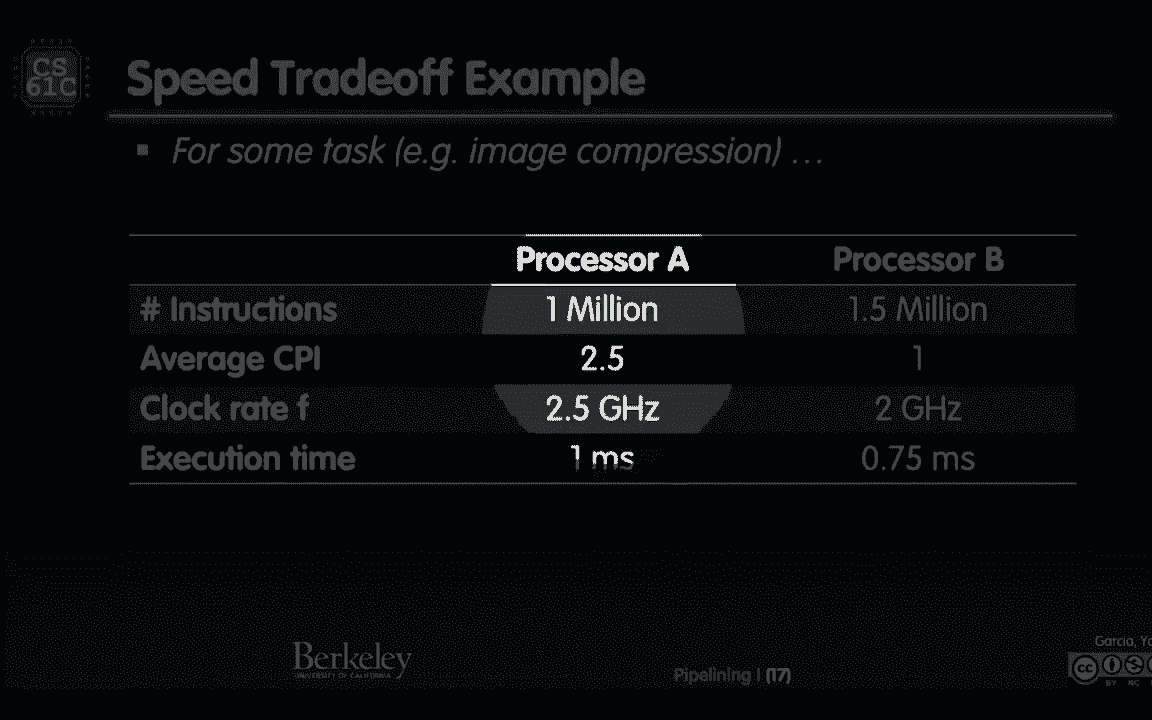 CS
61C
Speed Tradeoff Example
▪ For some task (e.g. image compression) …
Processor A Processor B
# Instructions 1 Million 1.5 Million
Average CPI 2.5 1
Clock rate f 2.5 GHz 2 GHz
Execution time 1 ms 0.75 ms
Berkeley
UNIVERSITY OF CALIFORNIA
Pipelining I (17)
Garcia,
cc
BY NC